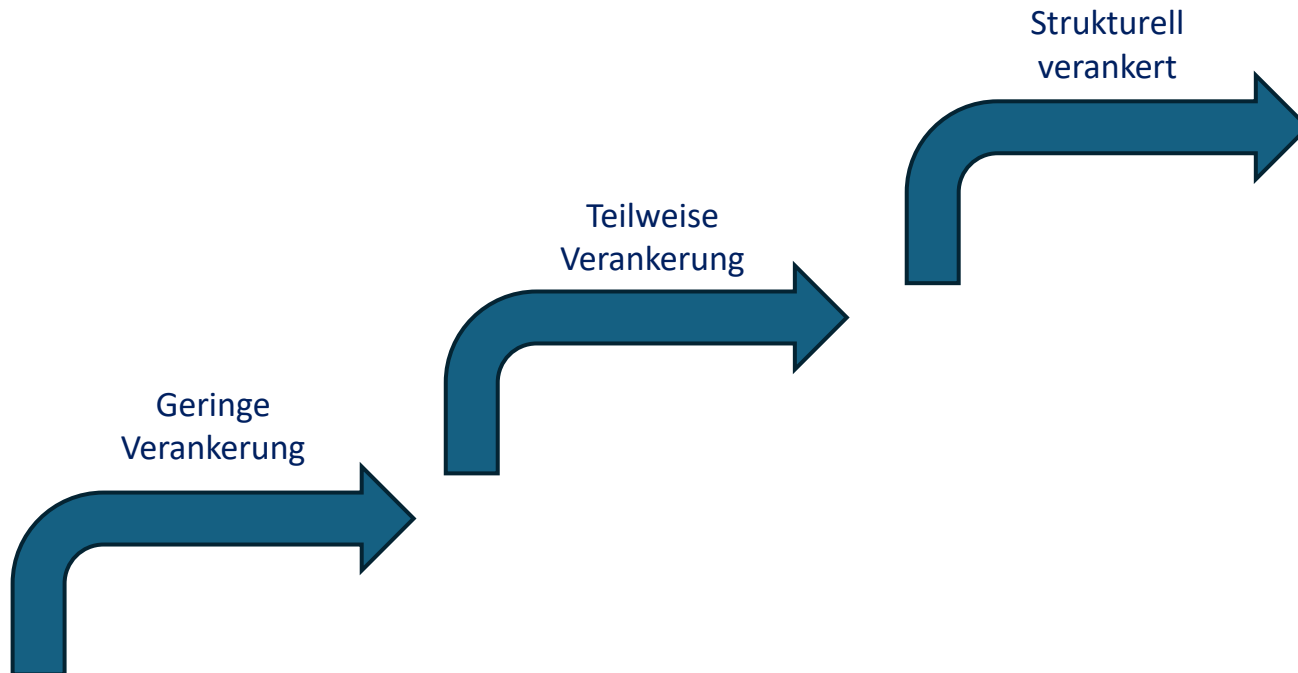 Strukturell
verankert
Teilweise
Verankerung
Geringe
Verankerung